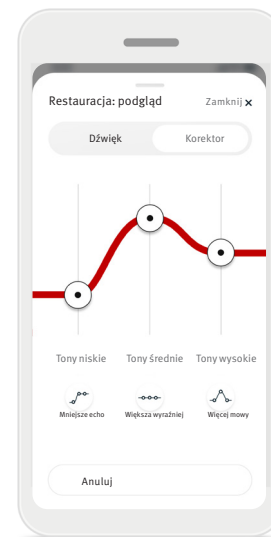 Restauracja: podgląd Zamknij ×
Dźwięk Korektor
Tony niskie Tony średnie Tony wysokie
Mniejsze echo Większa wyraźniej Więcej mowy
Anuluj